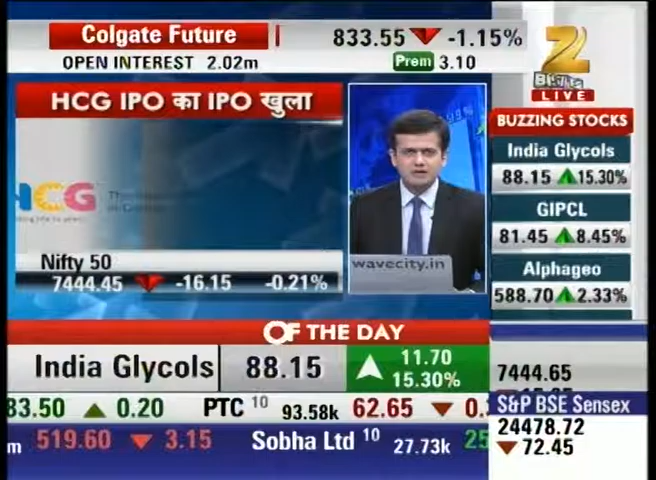 Colgate Future
833.55 -1.15%
OPEN INTEREST 2.02m
Prem 3.10
Z
LIVE
HCG IPO का IPO खुला
HCG
Nifty 50
7444.45 -16.15 -0.21%
wavecity.in
BUZZING STOCKS
India Glycols
88.15 15.30%
GIPCL
81.45 8.45%
Alphageo
588.70 2.33%
OF THE DAY
India Glycols 88.15 11.70
15.30%
7444.65
83.50 0.20 PTC 10 93.58k 62.65 0.
S&P BSE Sensex
24478.72
72.45
m 519.60 3.15 Sobha Ltd 10 27.73k 25